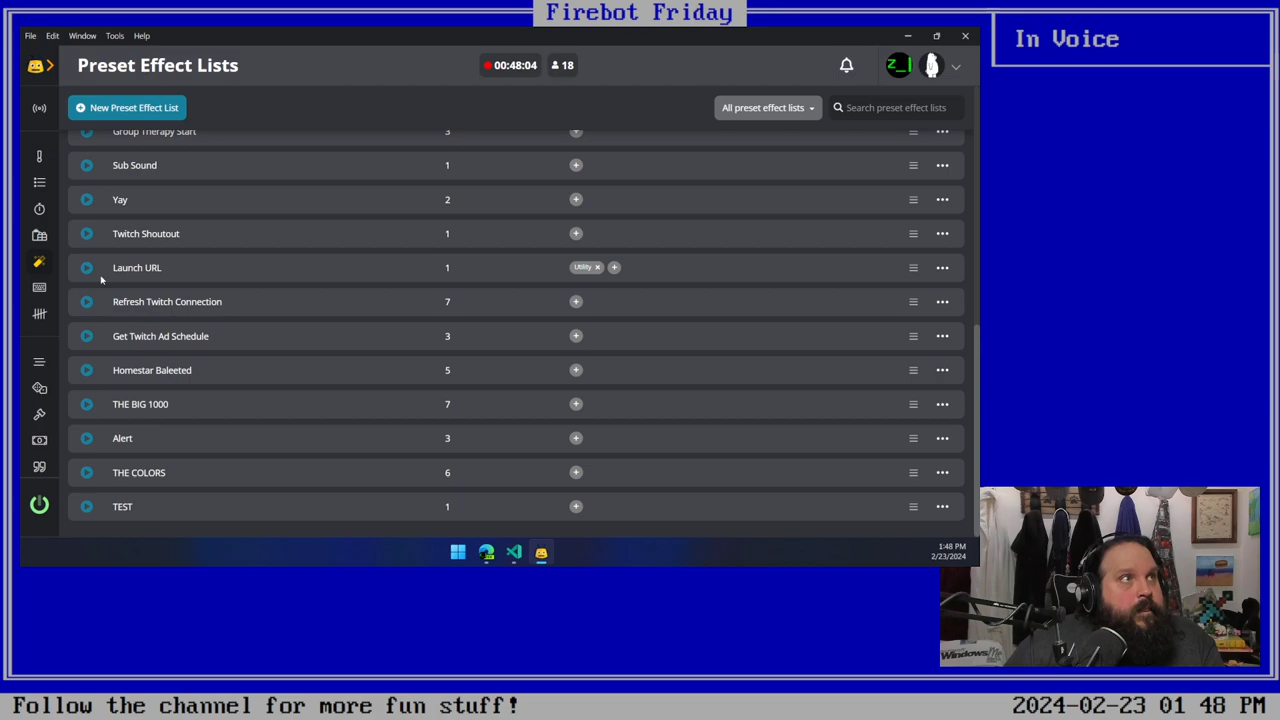 Firebot Friday
In Voice
File Edit Window Tools Help
Preset Effect Lists
00:48:04
18
z_l
New Preset Effect List
All preset effect lists
Search preset effect lists
Group Therapy Start 3
Sub Sound 1
Yay 2
Twitch Shoutout 1
Launch URL 1 Utility
Refresh Twitch Connection 7
Get Twitch Ad Schedule 3
Homestar Baleeted 5
THE BIG 1000 7
Alert 3
THE COLORS 6
TEST 1
1:48 PM
2/23/2024
Windows
Follow the channel for more fun stuff!
2024-02-23 01 48 PM